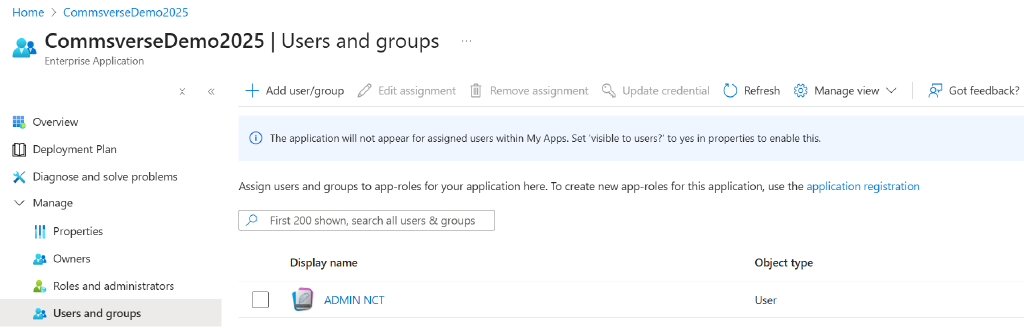 Home > CommsverseDemo2025
CommsverseDemo2025 | Users and groups ...
Enterprise Application
Add user/group Edit assignment Remove assignment Update credential Refresh Manage view Got feedback?
Overview
The application will not appear for assigned users within My Apps. Set 'visible to users?' to yes in properties to enable this.
Deployment Plan
Diagnose and solve problems
Assign users and groups to app-roles for your application here. To create new app-roles for this application, use the application registration
Manage
First 200 shown, search all users & groups
Properties
Owners
Display name Object type
Roles and administrators
ADMIN NCT User
Users and groups